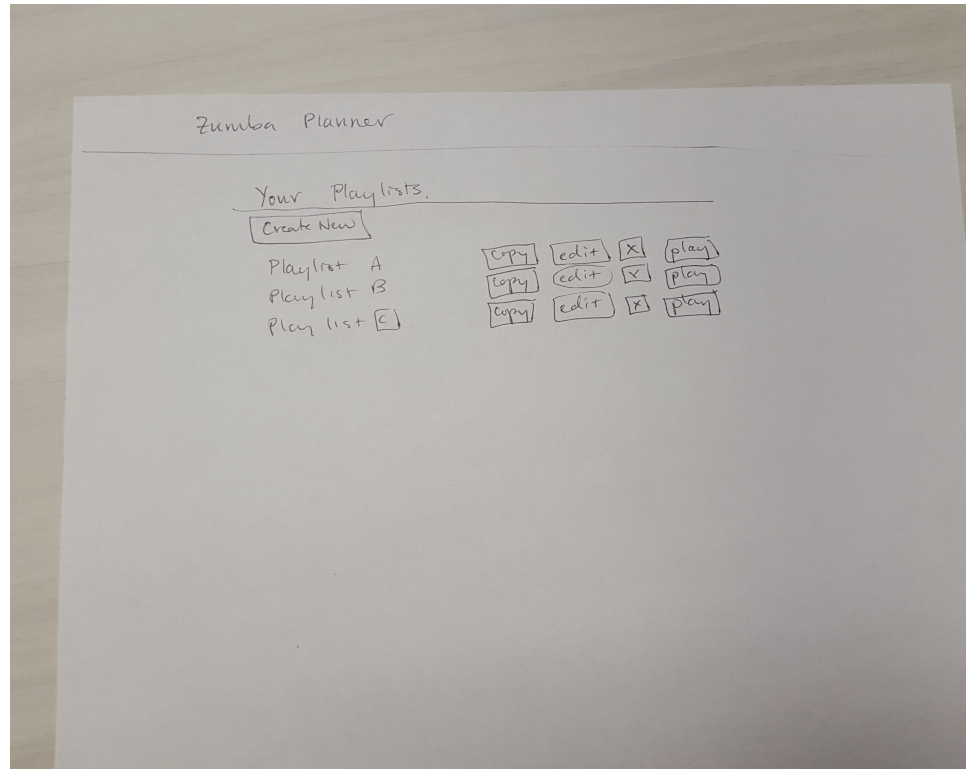 Zumba Planner
Your Playlists.
Create New
Playlist A copy edit x play
Playlist B copy edit x play
Playlist C copy edit x play